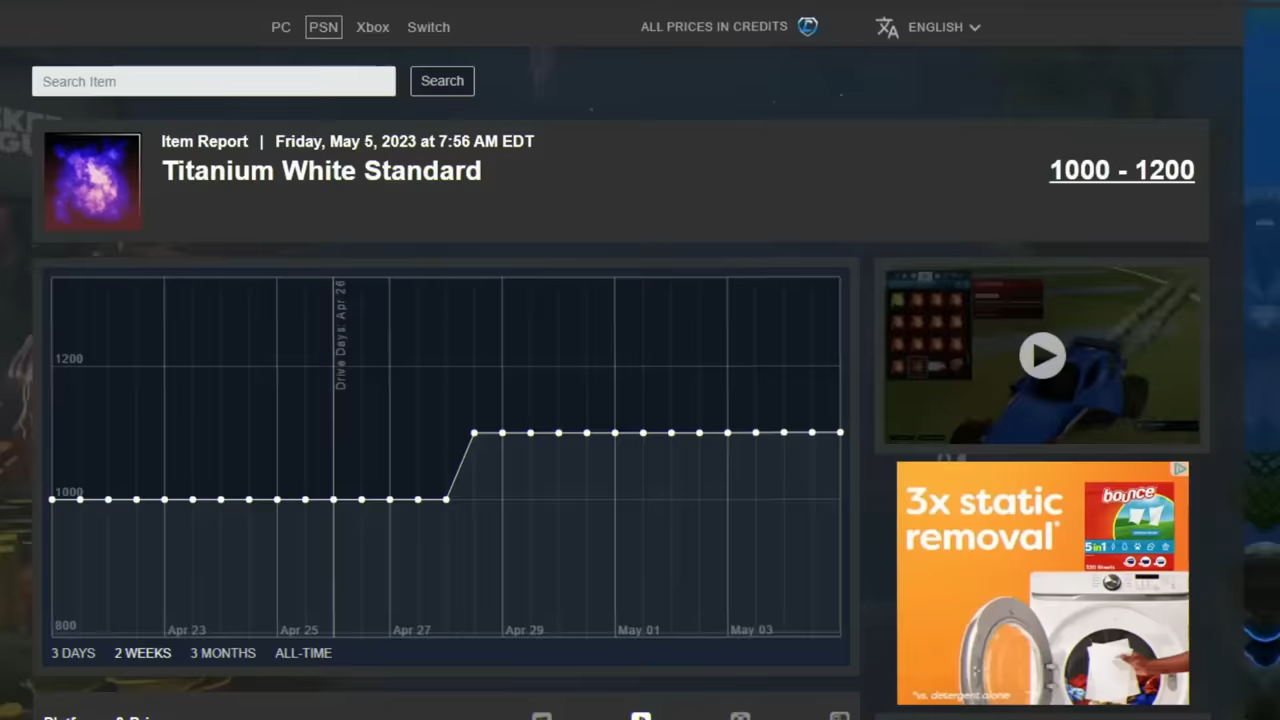 PC PSN Xbox Switch ALL PRICES IN CREDITS ENGLISH
Search Item Search
Item Report | Friday, May 5, 2023 at 7:56 AM EDT
Titanium White Standard
1000 - 1200
Drive Days: Apr 26
1200
1000
800
Apr 23 Apr 25 Apr 27 Apr 29 May 01 May 03
3 DAYS 2 WEEKS 3 MONTHS ALL-TIME
3x static
removal*
bounce
5in1
*vs. detergent alone